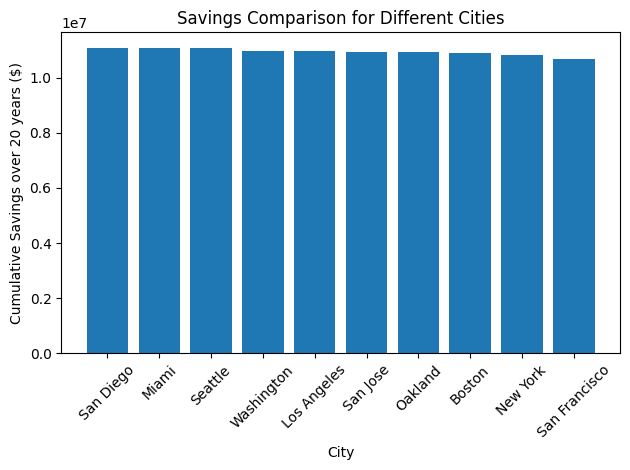 Savings Comparison for Different Cities
1e7
Cumulative Savings over 20 years ($)
1.0
0.8
0.6
0.4
0.2
0.0
San Diego
Miami
Seattle
Washington
Los Angeles
San Jose
Oakland
Boston
New York
San Francisco
City